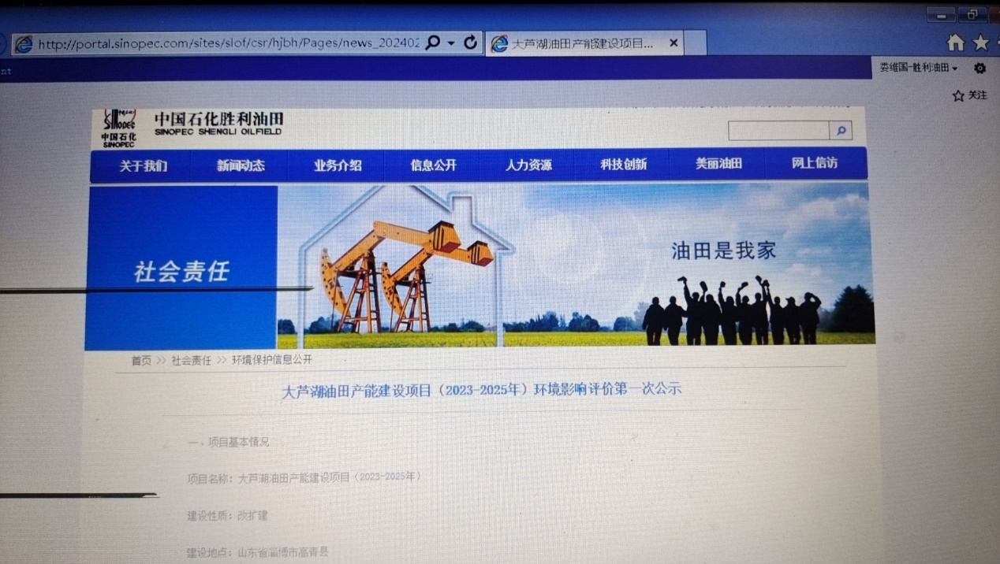 http://portal.sinopec.com/sites/slof/csr/hjbh/Pages/news_202402
大芦湖油田产能建设项目...
nt
娄维国-胜利油田
关注
SINOPEC
中国石化
SINOPEC
中国石化胜利油田
SINOPEC SHENGLI OILFIELD
关于我们 新闻动态 业务介绍 信息公开 人力资源 科技创新 美丽油田 网上信访
社会责任
油田是我家
首页 >> 社会责任 >> 环境保护信息公开
大芦湖油田产能建设项目（2023-2025年）环境影响评价第一次公示
一、项目基本情况
项目名称：大芦湖油田产能建设项目（2023-2025年）
建设性质：改扩建
建设地点：山东省淄博市高青县